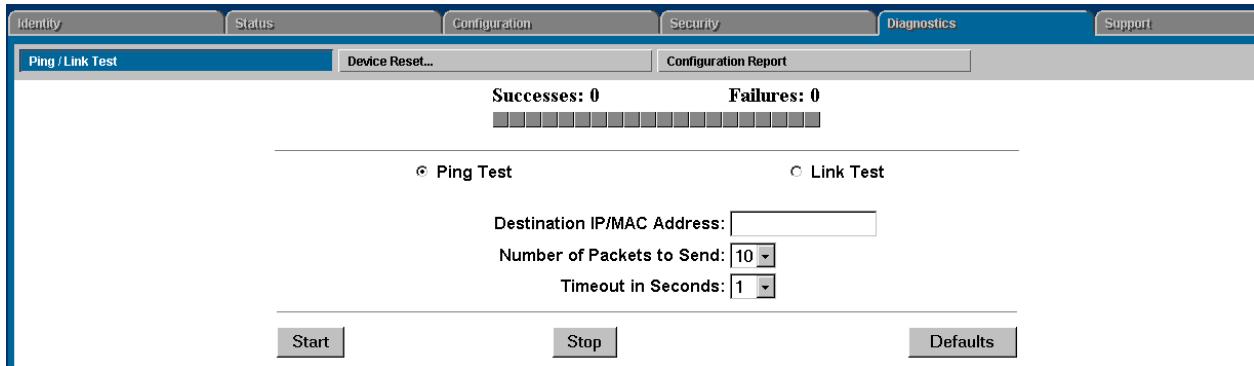 Identity Status Configuration Security Diagnostics Support
Ping / Link Test Device Reset... Configuration Report
Successes: 0 Failures: 0
Ping Test Link Test
Destination IP/MAC Address:
Number of Packets to Send: 10
Timeout in Seconds: 1
Start Stop Defaults